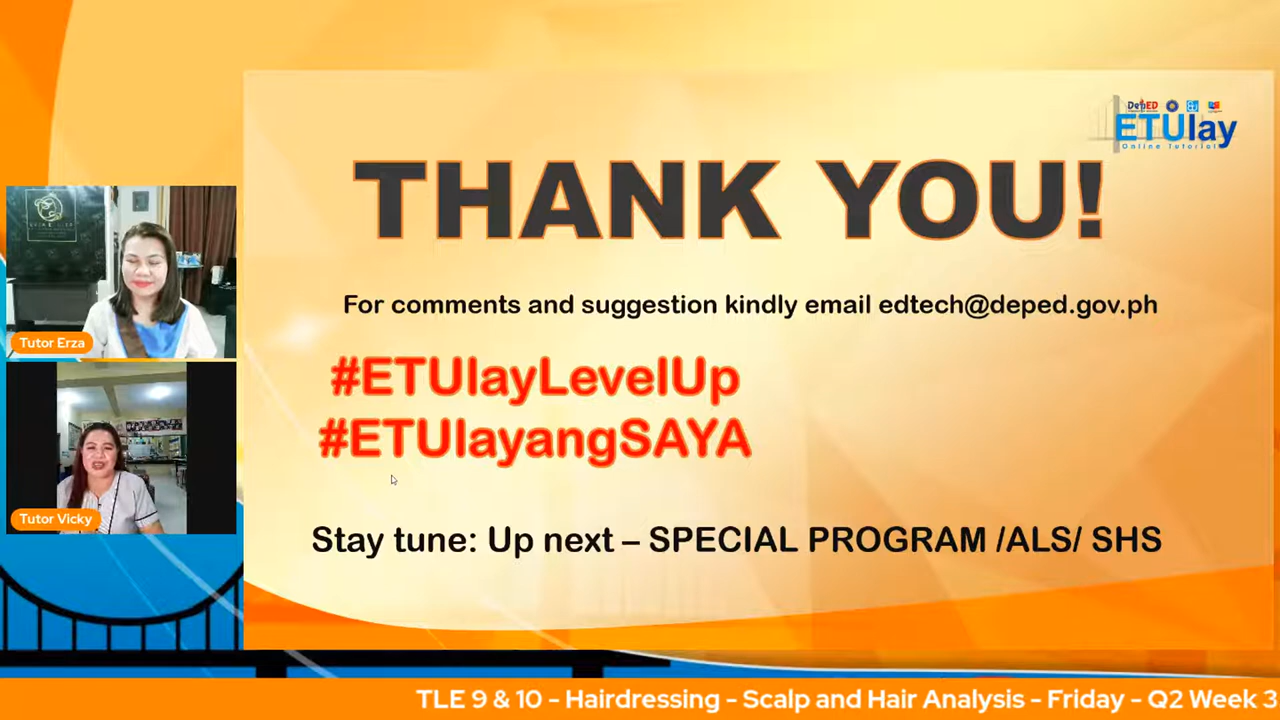 DepED
ETUlay
Online Tutorial
THANK YOU!
For comments and suggestion kindly email edtech@deped.gov.ph
#ETUlayLevelUp
#ETUlayangSAYA
Stay tune: Up next – SPECIAL PROGRAM /ALS/ SHS
Tutor Erza
Tutor Vicky
TLE 9 & 10 - Hairdressing - Scalp and Hair Analysis - Friday - Q2 Week 3